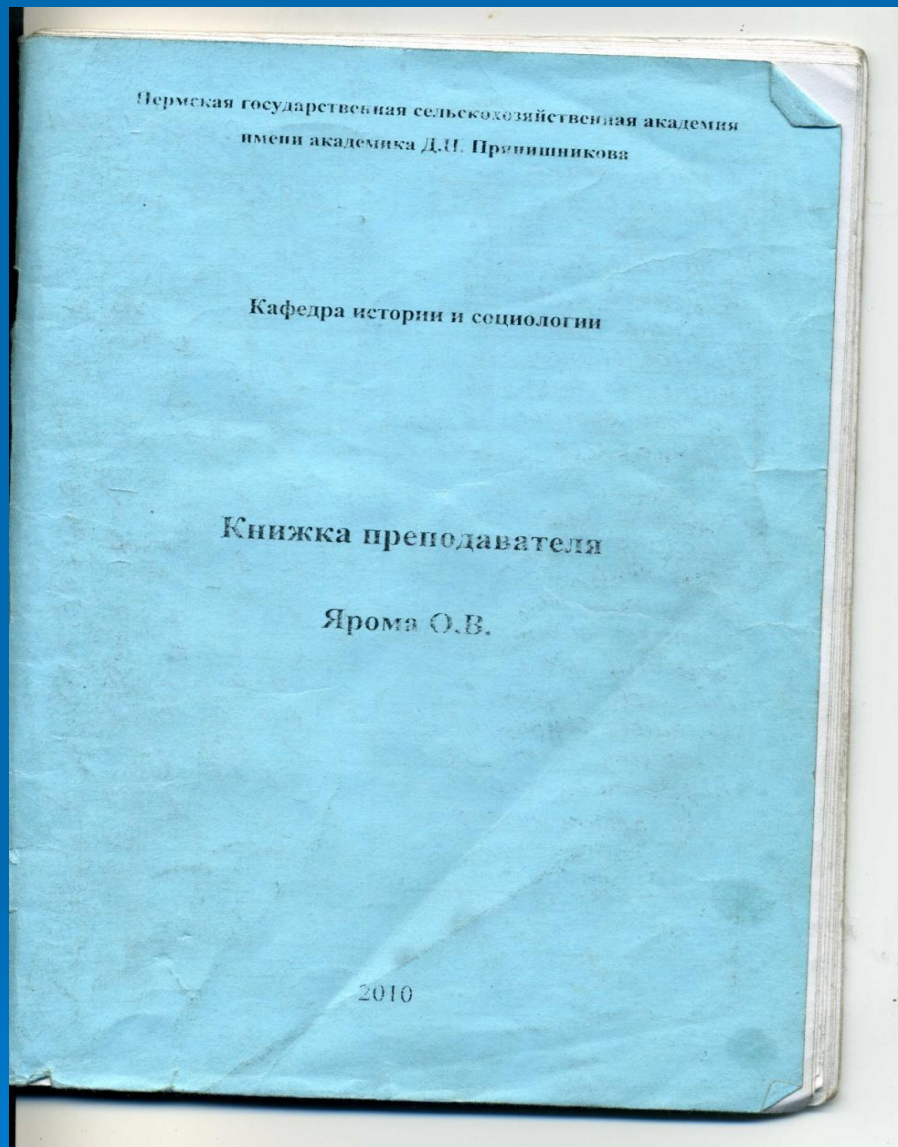 Пермская государственная сельскохозяйственная академия
имени академика Д.Н. Прянишникова
Кафедра истории и социологии
Книжка преподавателя
Ярома О.В.
2010